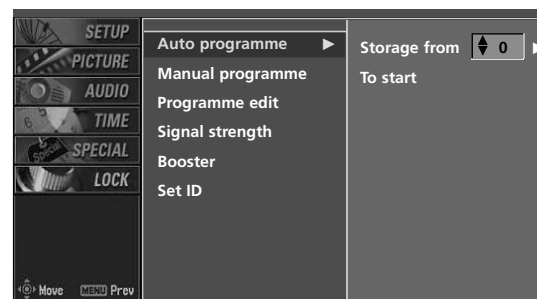 SETUP
PICTURE
AUDIO
TIME
SPECIAL
LOCK
Move MENU Prev
Auto programme
Manual programme
Programme edit
Signal strength
Booster
Set ID
Storage from 0
To start